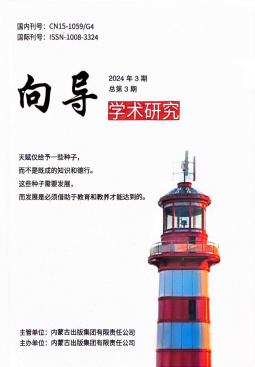 国内刊号：CN15-1059/G4
国际刊号：ISSN-1008-3324
向导
2024 年 3 期
总第 3 期
学术研究
天赋仅给予一些种子，
而不是既成的知识和德行。
这些种子需要发展，
而发展是必须借助于教育和教养才能达到的。
主管单位：内蒙古出版集团有限责任公司
主办单位：内蒙古出版集团有限责任公司